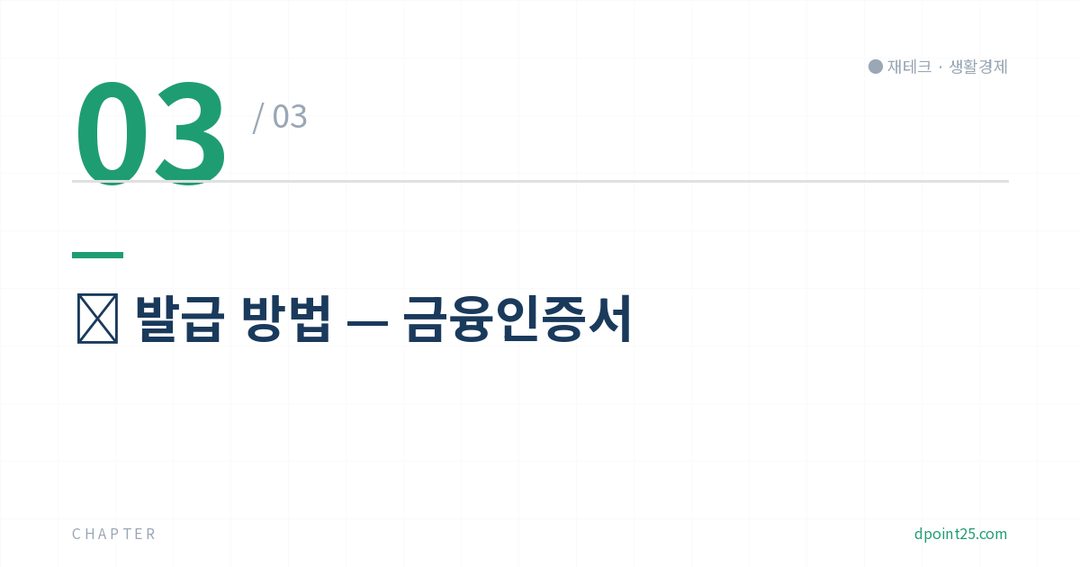 03 / 03
● 재테크 · 생활경제
발급 방법 — 금융인증서
CHAPTER
dpoint25.com